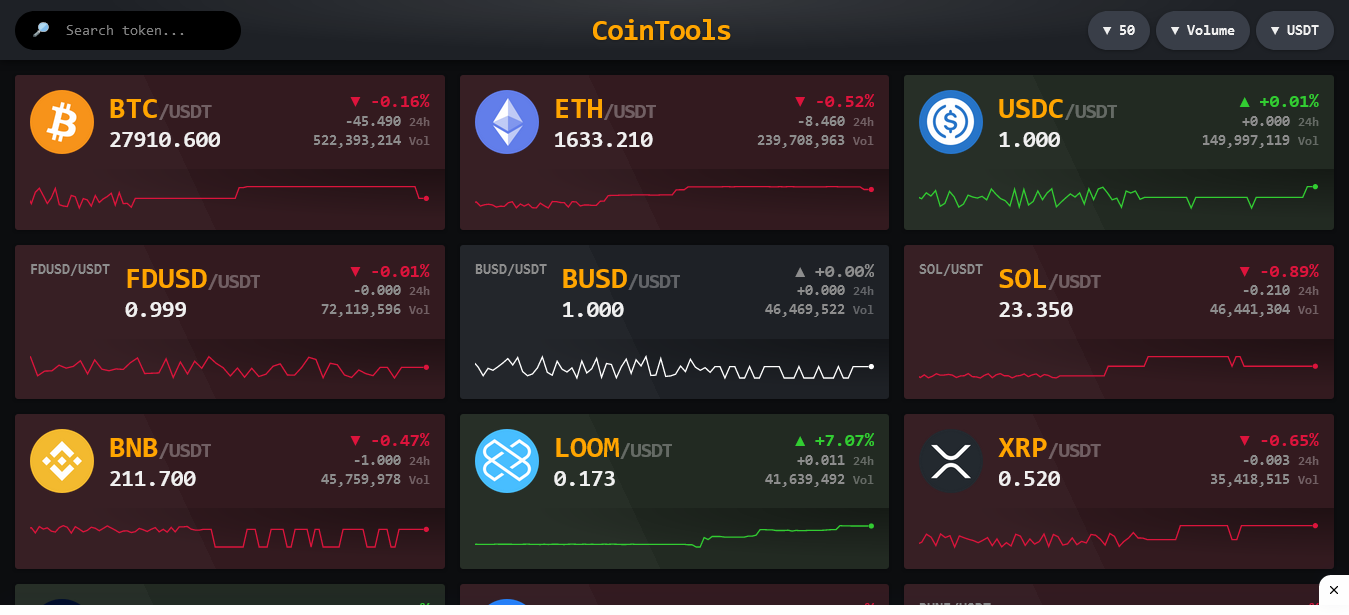 🔎 Search token...
CoinTools
▼ 50
▼ Volume
▼ USDT
BTC/USDT
27910.600
▼ -0.16%
-45.490 24h
522,393,214 Vol
ETH/USDT
1633.210
▼ -0.52%
-8.460 24h
239,708,963 Vol
USDC/USDT
1.000
▲ +0.01%
+0.000 24h
149,997,119 Vol
FDUSD/USDT
FDUSD/USDT
0.999
▼ -0.01%
-0.000 24h
72,119,596 Vol
BUSD/USDT
BUSD/USDT
1.000
▲ +0.00%
+0.000 24h
46,469,522 Vol
SOL/USDT
SOL/USDT
23.350
▼ -0.89%
-0.210 24h
46,441,304 Vol
BNB/USDT
211.700
▼ -0.47%
-1.000 24h
45,759,978 Vol
LOOM/USDT
0.173
▲ +7.07%
+0.011 24h
41,639,492 Vol
XRP/USDT
0.520
▼ -0.65%
-0.003 24h
35,418,515 Vol
✕